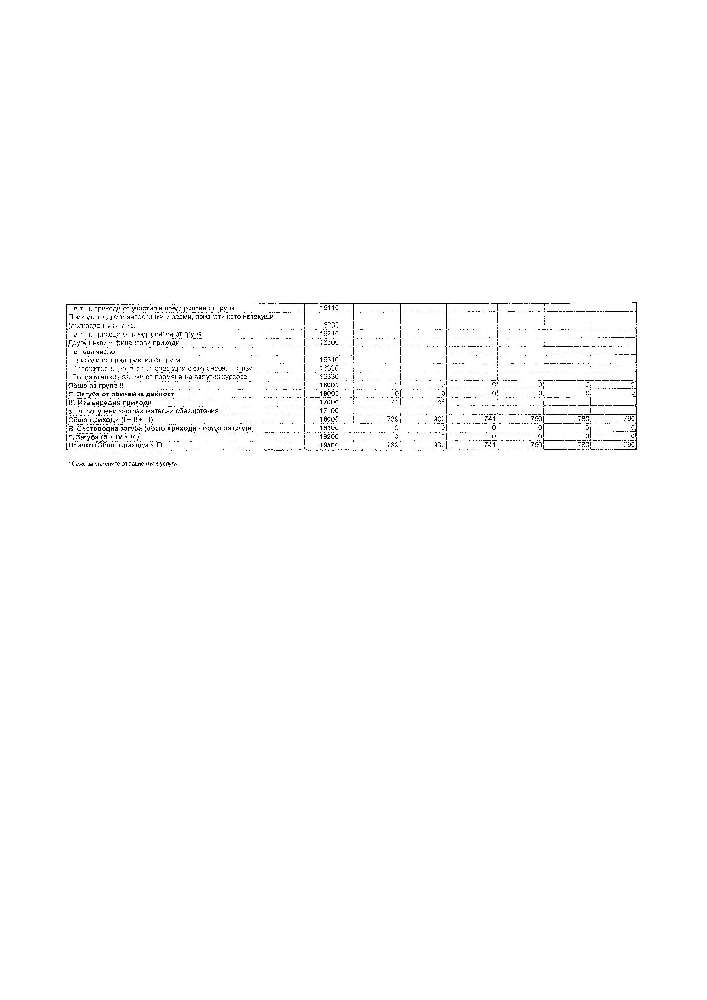 в т. ч. приходи от участия в предприятия от група 16110
Приходи от други инвестиции и заеми, признати като нетекущи
(дългосрочни) 16200
в т. ч. приходи от предприятия от група 16210
Други лихви и финансови приходи 16300
в това число:
Приходи от предприятия от група 16310
Положителни разлики от операции с финансови активи 16320
Положителни разлики от промяна на валутни курсове 16330
Общо за група II 16000 0 0 0 0 0 0
Б. Загуба от обичайна дейност 19000 0 0 0 0 0 0
III. Извънредни приходи 17000 71 46
в т ч. получени застрахователни обезщетения 17100
Общо приходи (I + II + III) 18000 739 902 741 760 780 790
В. Счетоводна загуба (общо приходи - общо разходи) 19100 0 0 0 0 0 0
Г. Загуба (В + IV + V ) 19200 0 0 0 0 0 0
Всичко (Общо приходи + Г) 19500 739 902 741 760 780 790
* Само заплатените от пациентите услуги